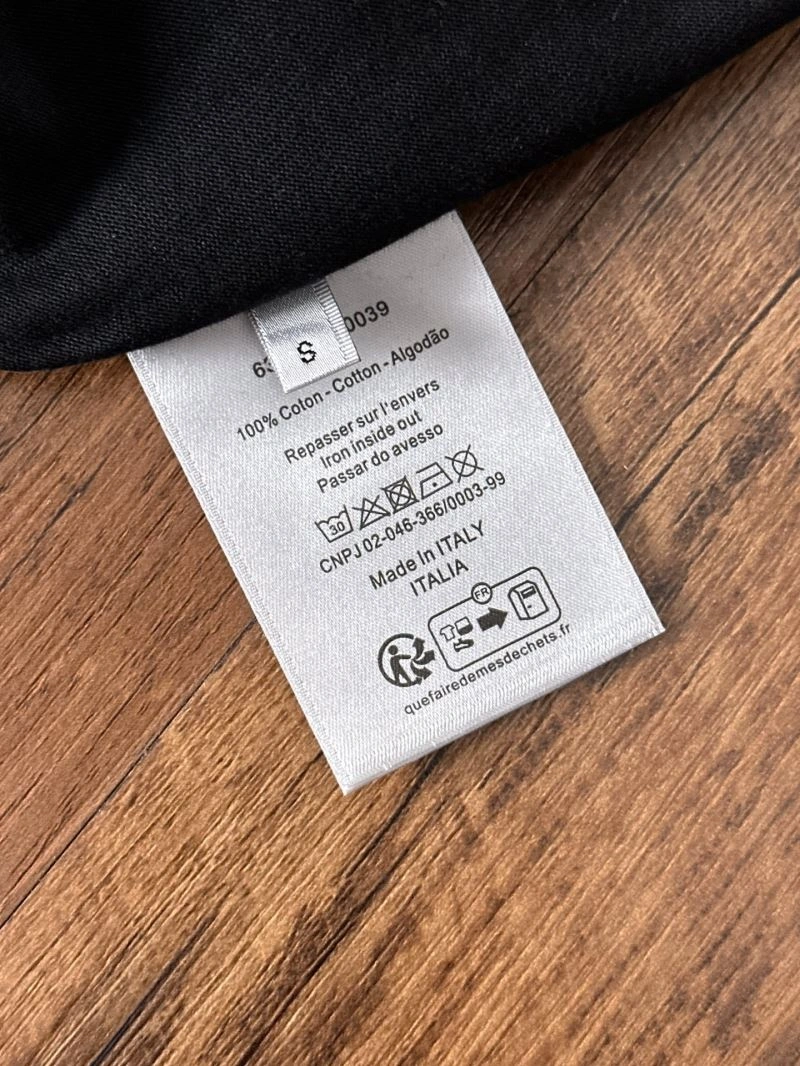 S
0039
100% Coton - Cotton - Algodão
Repasser sur l'envers
Iron inside out
Passar do avesso
30
CNPJ 02-046-366/0003-99
Made In ITALY
ITALIA
FR
quefairedemesdechets.fr